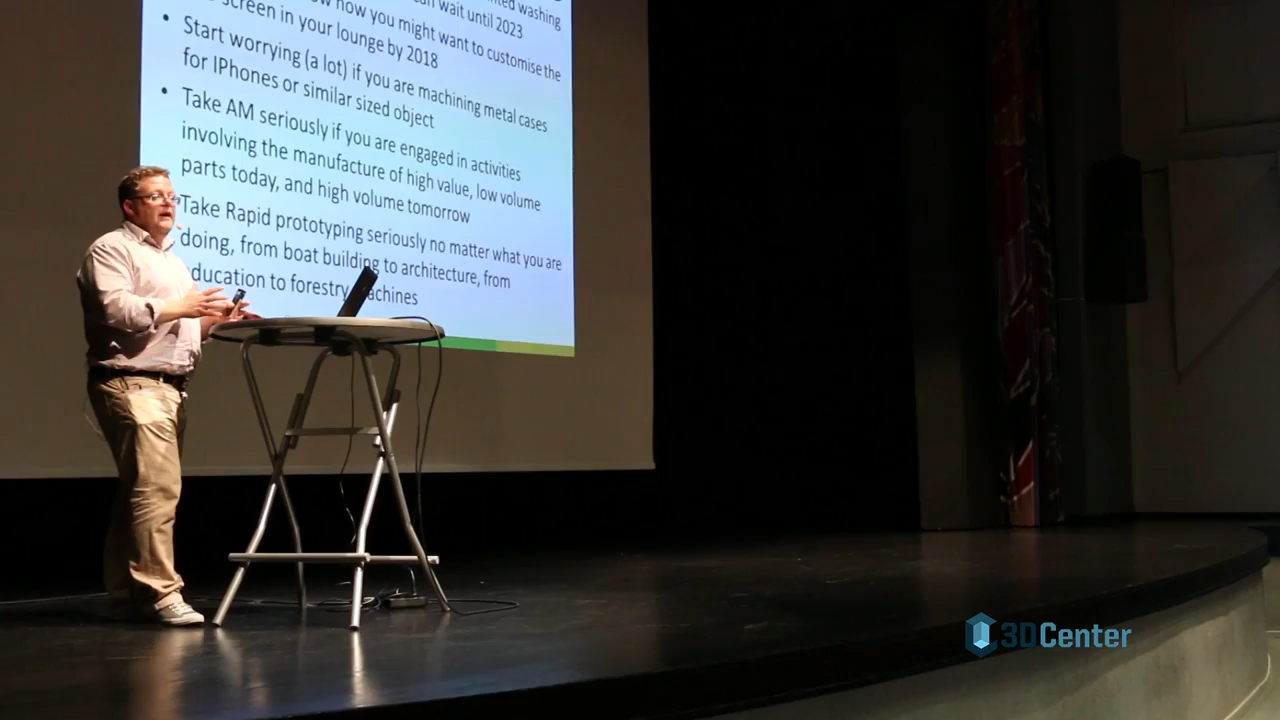 washing
can wait until 2023
how you might want to customise the
screen in your lounge by 2018
• Start worrying (a lot) if you are machining metal cases
for IPhones or similar sized object
• Take AM seriously if you are engaged in activities
involving the manufacture of high value, low volume
parts today, and high volume tomorrow
Take Rapid prototyping seriously no matter what you are
doing, from boat building to architecture, from
ducation to forestry machines
3DCenter